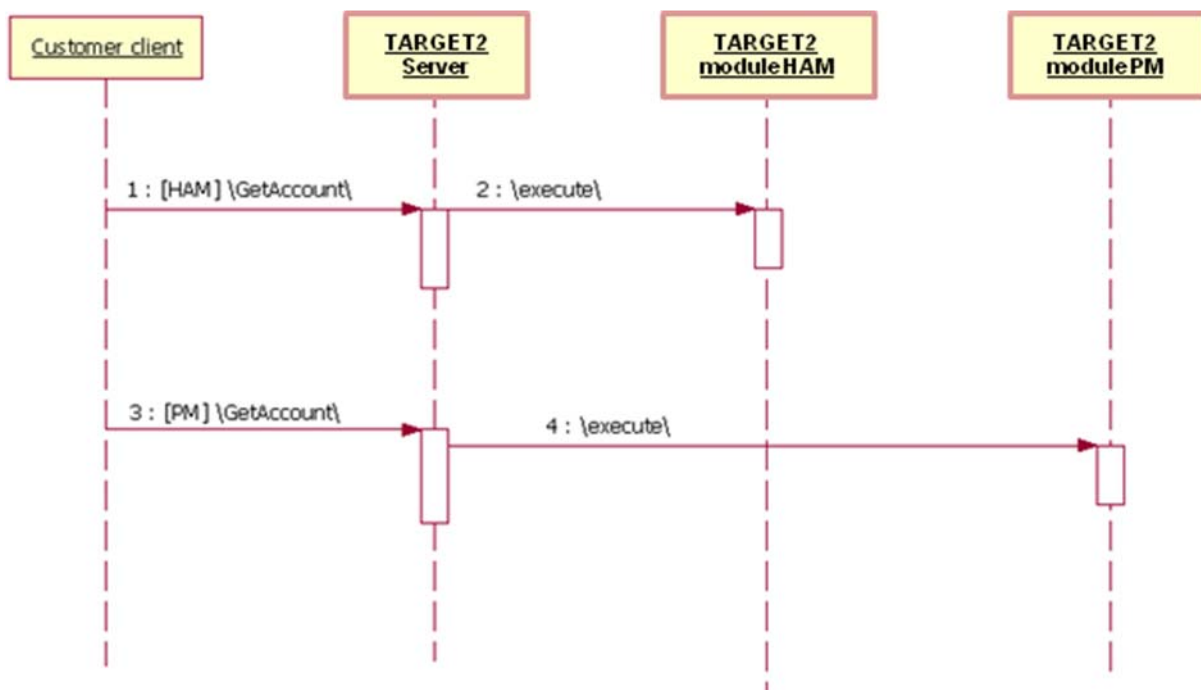 Customer client
TARGET2
Server
TARGET2
moduleHAM
TARGET2
modulePM
1 : [HAM] \GetAccount\
2 : \execute\
3 : [PM] \GetAccount\
4 : \execute\